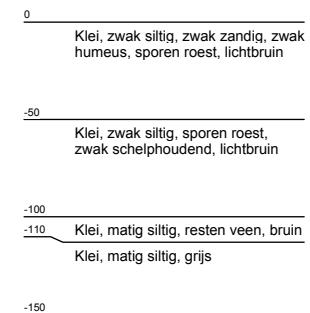 0
Klei, zwak siltig, zwak zandig, zwak
humeus, sporen roest, lichtbruin
-50
Klei, zwak siltig, sporen roest,
zwak schelphoudend, lichtbruin
-100
-110 Klei, matig siltig, resten veen, bruin
Klei, matig siltig, grijs
-150